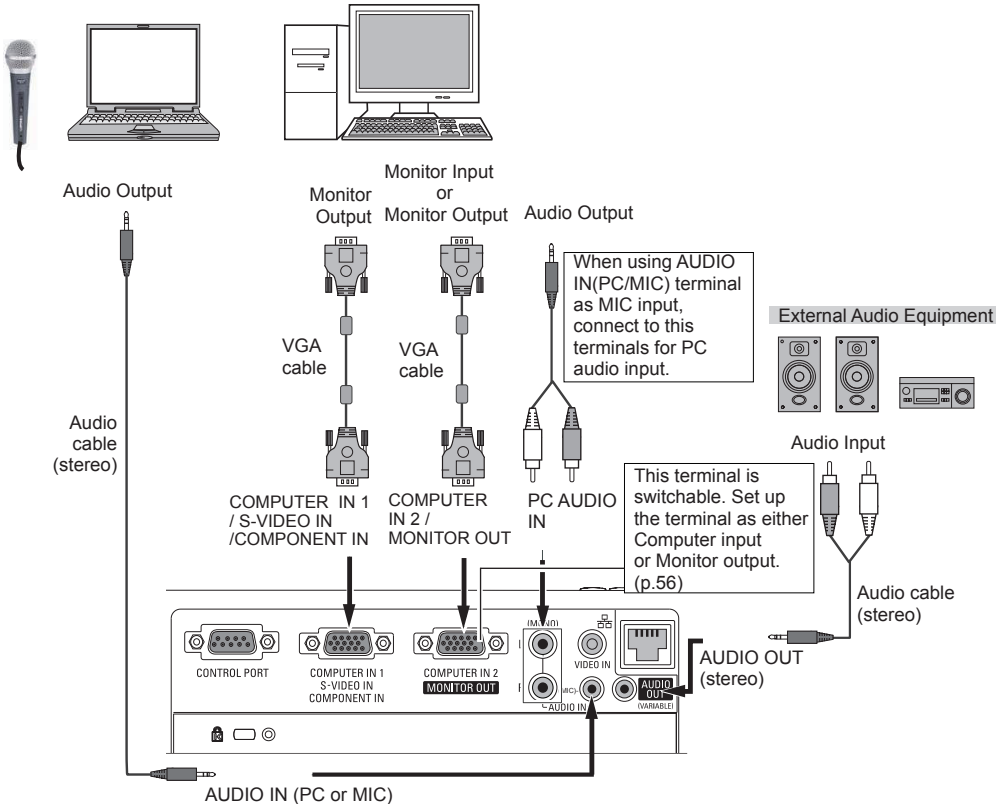 Audio Output
Monitor
Output
Monitor Input
or
Monitor Output
Audio Output
When using AUDIO
IN(PC/MIC) terminal
as MIC input,
connect to this
terminals for PC
audio input.
External Audio Equipment
VGA
cable
VGA
cable
Audio
cable
(stereo)
Audio Input
COMPUTER IN 1
/ S-VIDEO IN
/COMPONENT IN
COMPUTER
IN 2 /
MONITOR OUT
PC AUDIO
IN
This terminal is
switchable. Set up
the terminal as either
Computer input
or Monitor output.
(p.56)
Audio cable
(stereo)
AUDIO OUT
(stereo)
(MONO)
CONTROL PORT
COMPUTER IN 1
S-VIDEO IN
COMPONENT IN
COMPUTER IN 2
MONITOR OUT
VIDEO IN
R
MIC)
AUDIO IN
AUDIO
OUT
(VARIABLE)
AUDIO IN (PC or MIC)